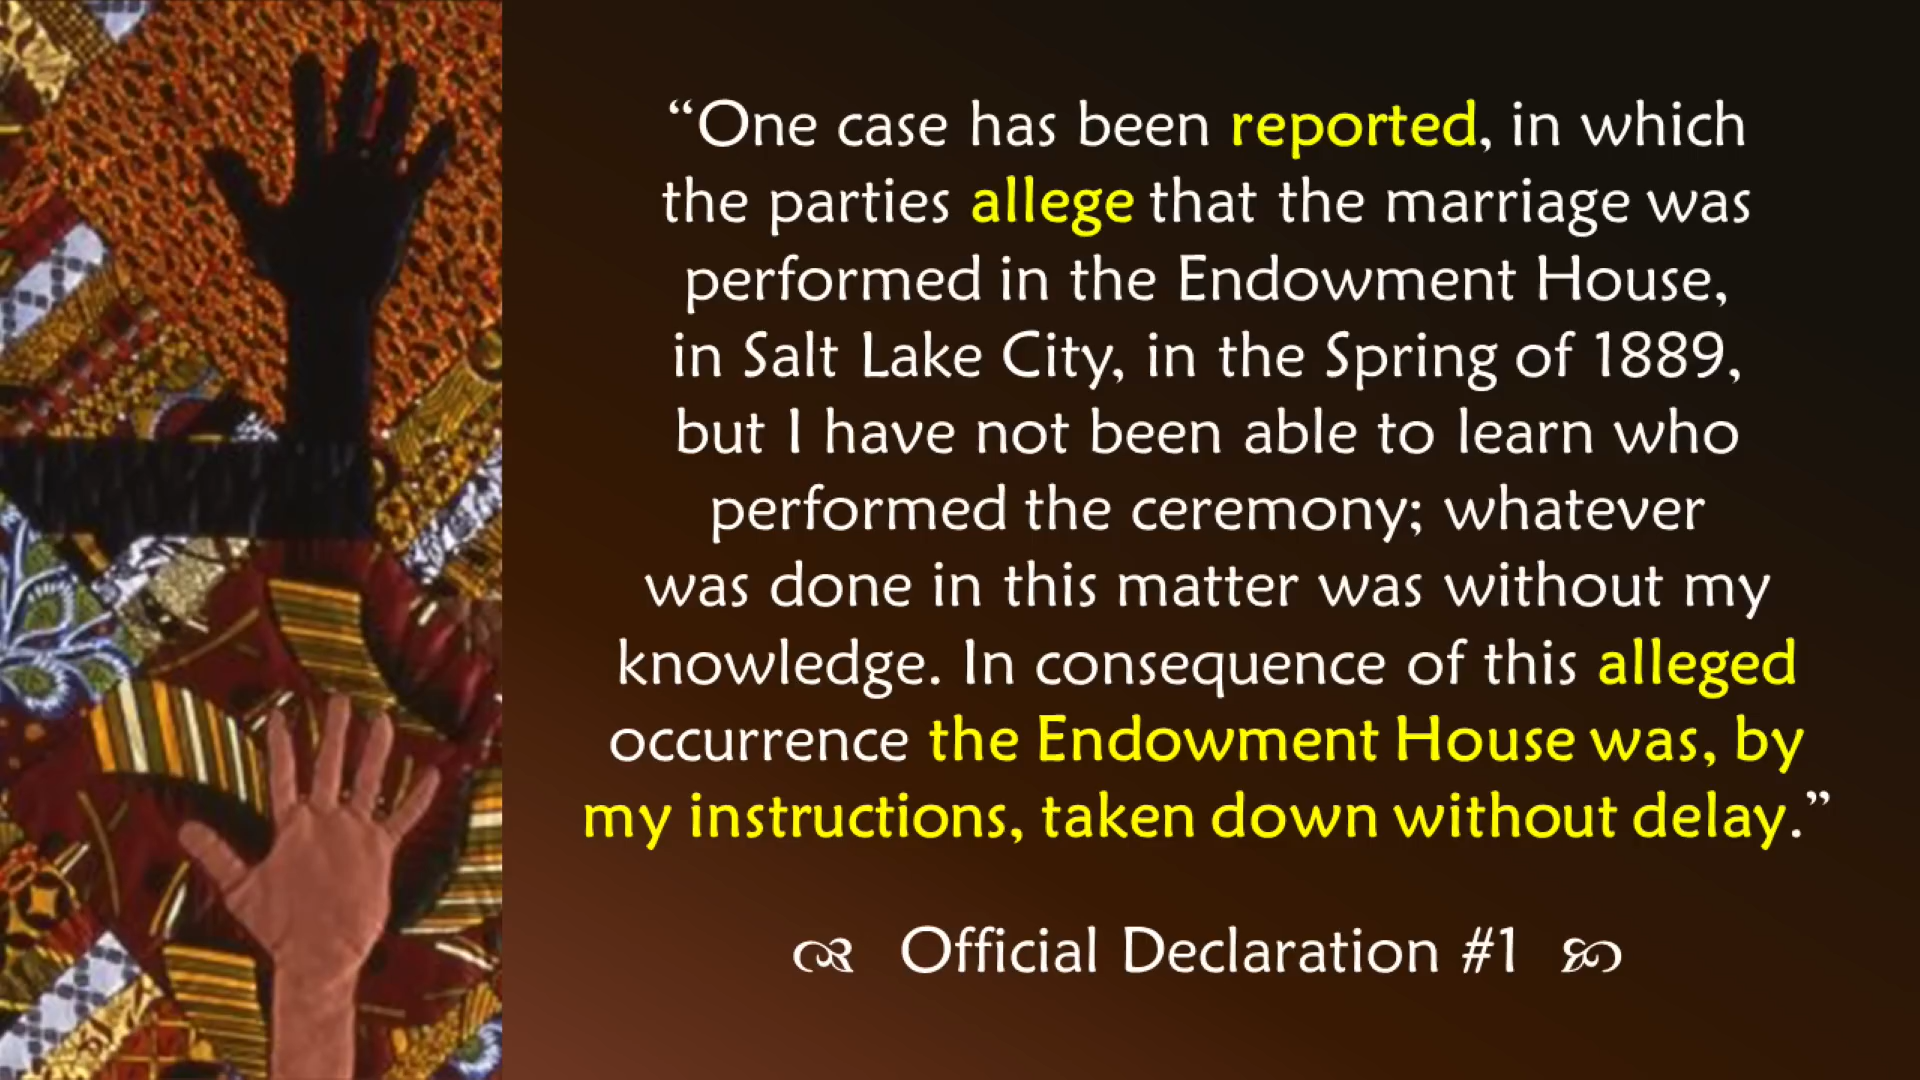 “One case has been reported, in which
the parties allege that the marriage was
performed in the Endowment House,
in Salt Lake City, in the Spring of 1889,
but I have not been able to learn who
performed the ceremony; whatever
was done in this matter was without my
knowledge. In consequence of this alleged
occurrence the Endowment House was, by
my instructions, taken down without delay.”
Official Declaration #1